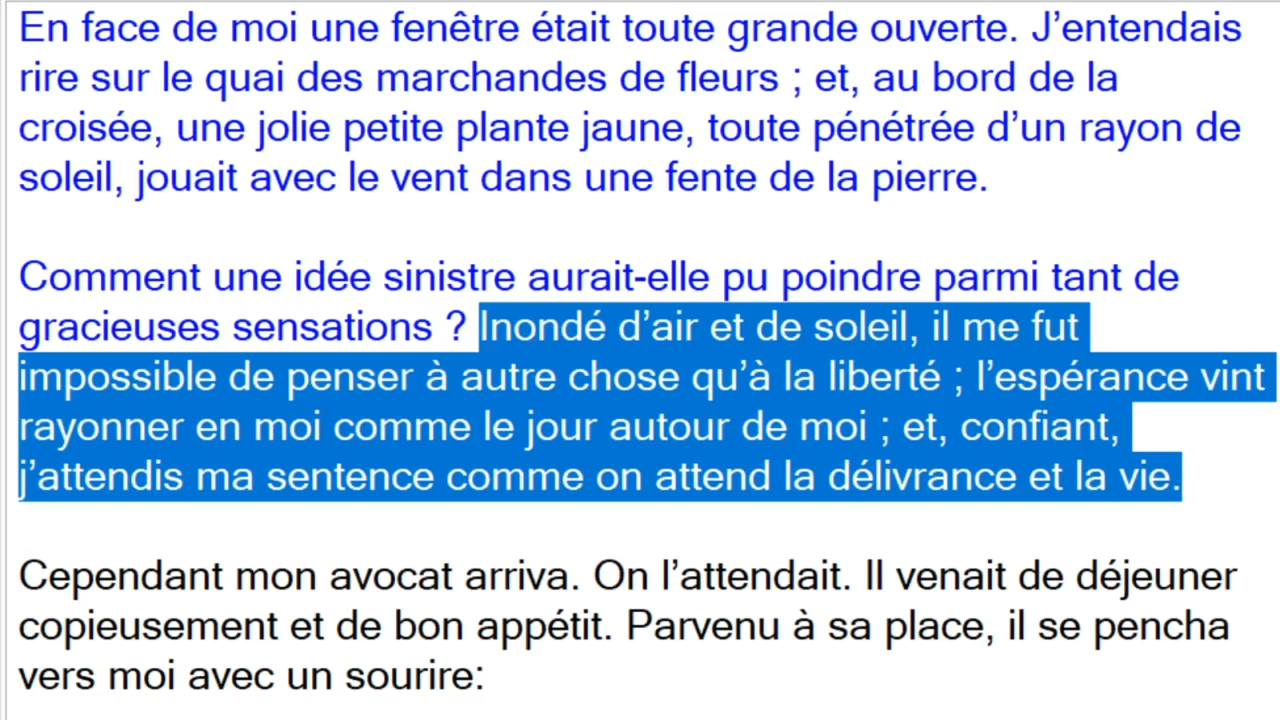 En face de moi une fenêtre était toute grande ouverte. J’entendais
rire sur le quai des marchandes de fleurs ; et, au bord de la
croisée, une jolie petite plante jaune, toute pénétrée d’un rayon de
soleil, jouait avec le vent dans une fente de la pierre.
Comment une idée sinistre aurait-elle pu poindre parmi tant de
gracieuses sensations ? Inondé d’air et de soleil, il me fut
impossible de penser à autre chose qu’à la liberté ; l’espérance vint
rayonner en moi comme le jour autour de moi ; et, confiant,
j’attendis ma sentence comme on attend la délivrance et la vie.
Cependant mon avocat arriva. On l’attendait. Il venait de déjeuner
copieusement et de bon appétit. Parvenu à sa place, il se pencha
vers moi avec un sourire: